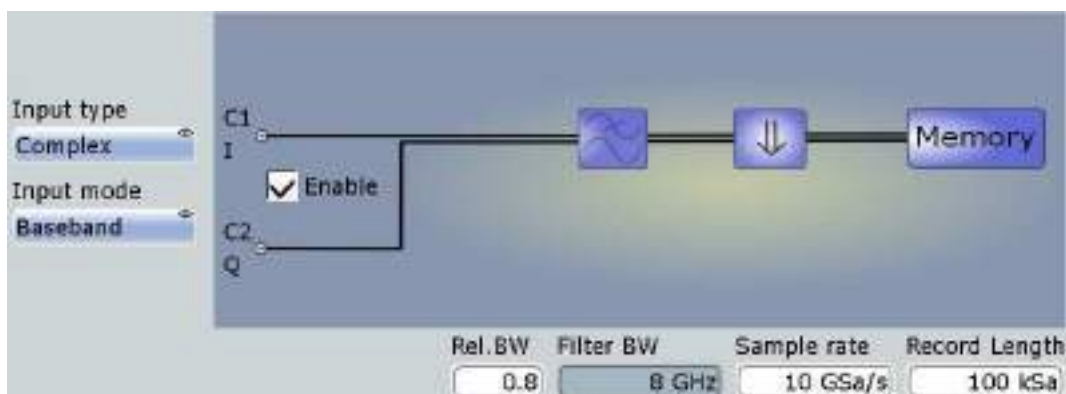 Input type
Complex
Input mode
Baseband
C1
I
Enable
C2
Q
Memory
Rel.BW Filter BW Sample rate Record Length
0.8 8 GHz 10 GSa/s 100 kSa